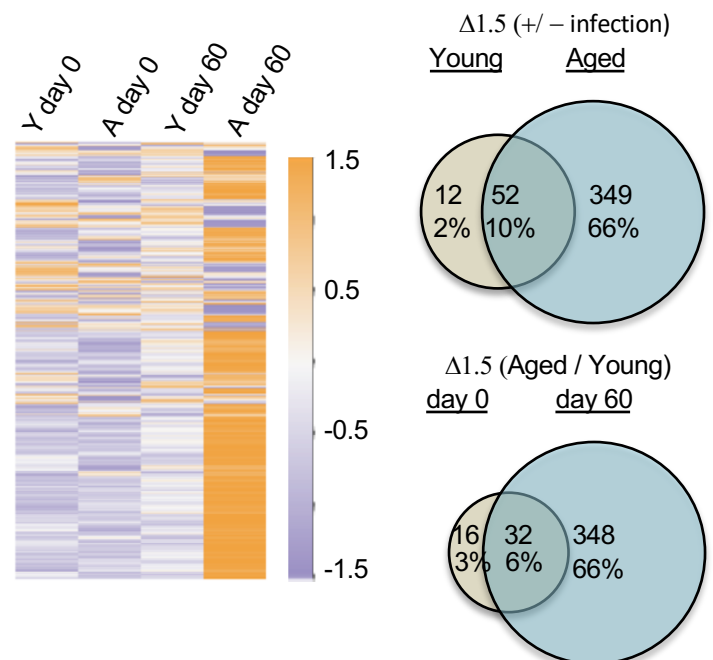 Y day 0
A day 0
Y day 60
A day 60
1.5
0.5
-0.5
-1.5
Δ1.5 (+/ – infection)
Young Aged
12 52 349
2% 10% 66%
Δ1.5 (Aged / Young)
day 0 day 60
16 32 348
3% 6% 66%